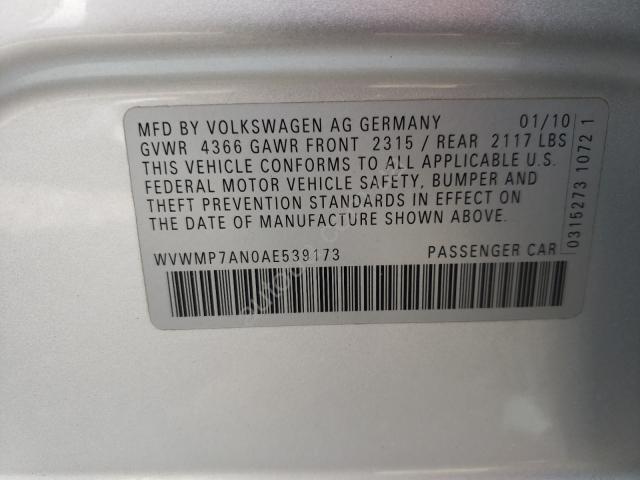 MFD BY VOLKSWAGEN AG GERMANY 01/10
GVWR 4366 GAWR FRONT 2315 / REAR 2117 LBS
THIS VEHICLE CONFORMS TO ALL APPLICABLE U.S.
FEDERAL MOTOR VEHICLE SAFETY, BUMPER AND
THEFT PREVENTION STANDARDS IN EFFECT ON
THE DATE OF MANUFACTURE SHOWN ABOVE.
WVWMP7AN0AE539173 PASSENGER CAR
0315273 1072 1